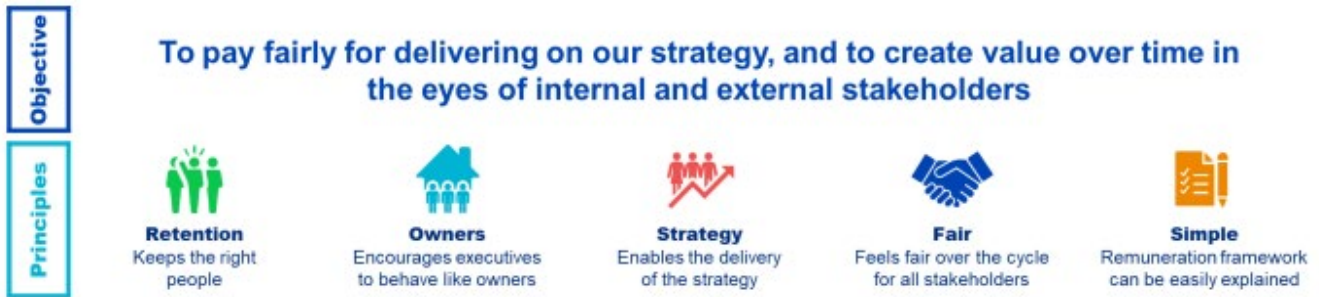 Objective
To pay fairly for delivering on our strategy, and to create value over time in
the eyes of internal and external stakeholders
Principles
Retention
Keeps the right
people
Owners
Encourages executives
to behave like owners
Strategy
Enables the delivery
of the strategy
Fair
Feels fair over the cycle
for all stakeholders
Simple
Remuneration framework
can be easily explained